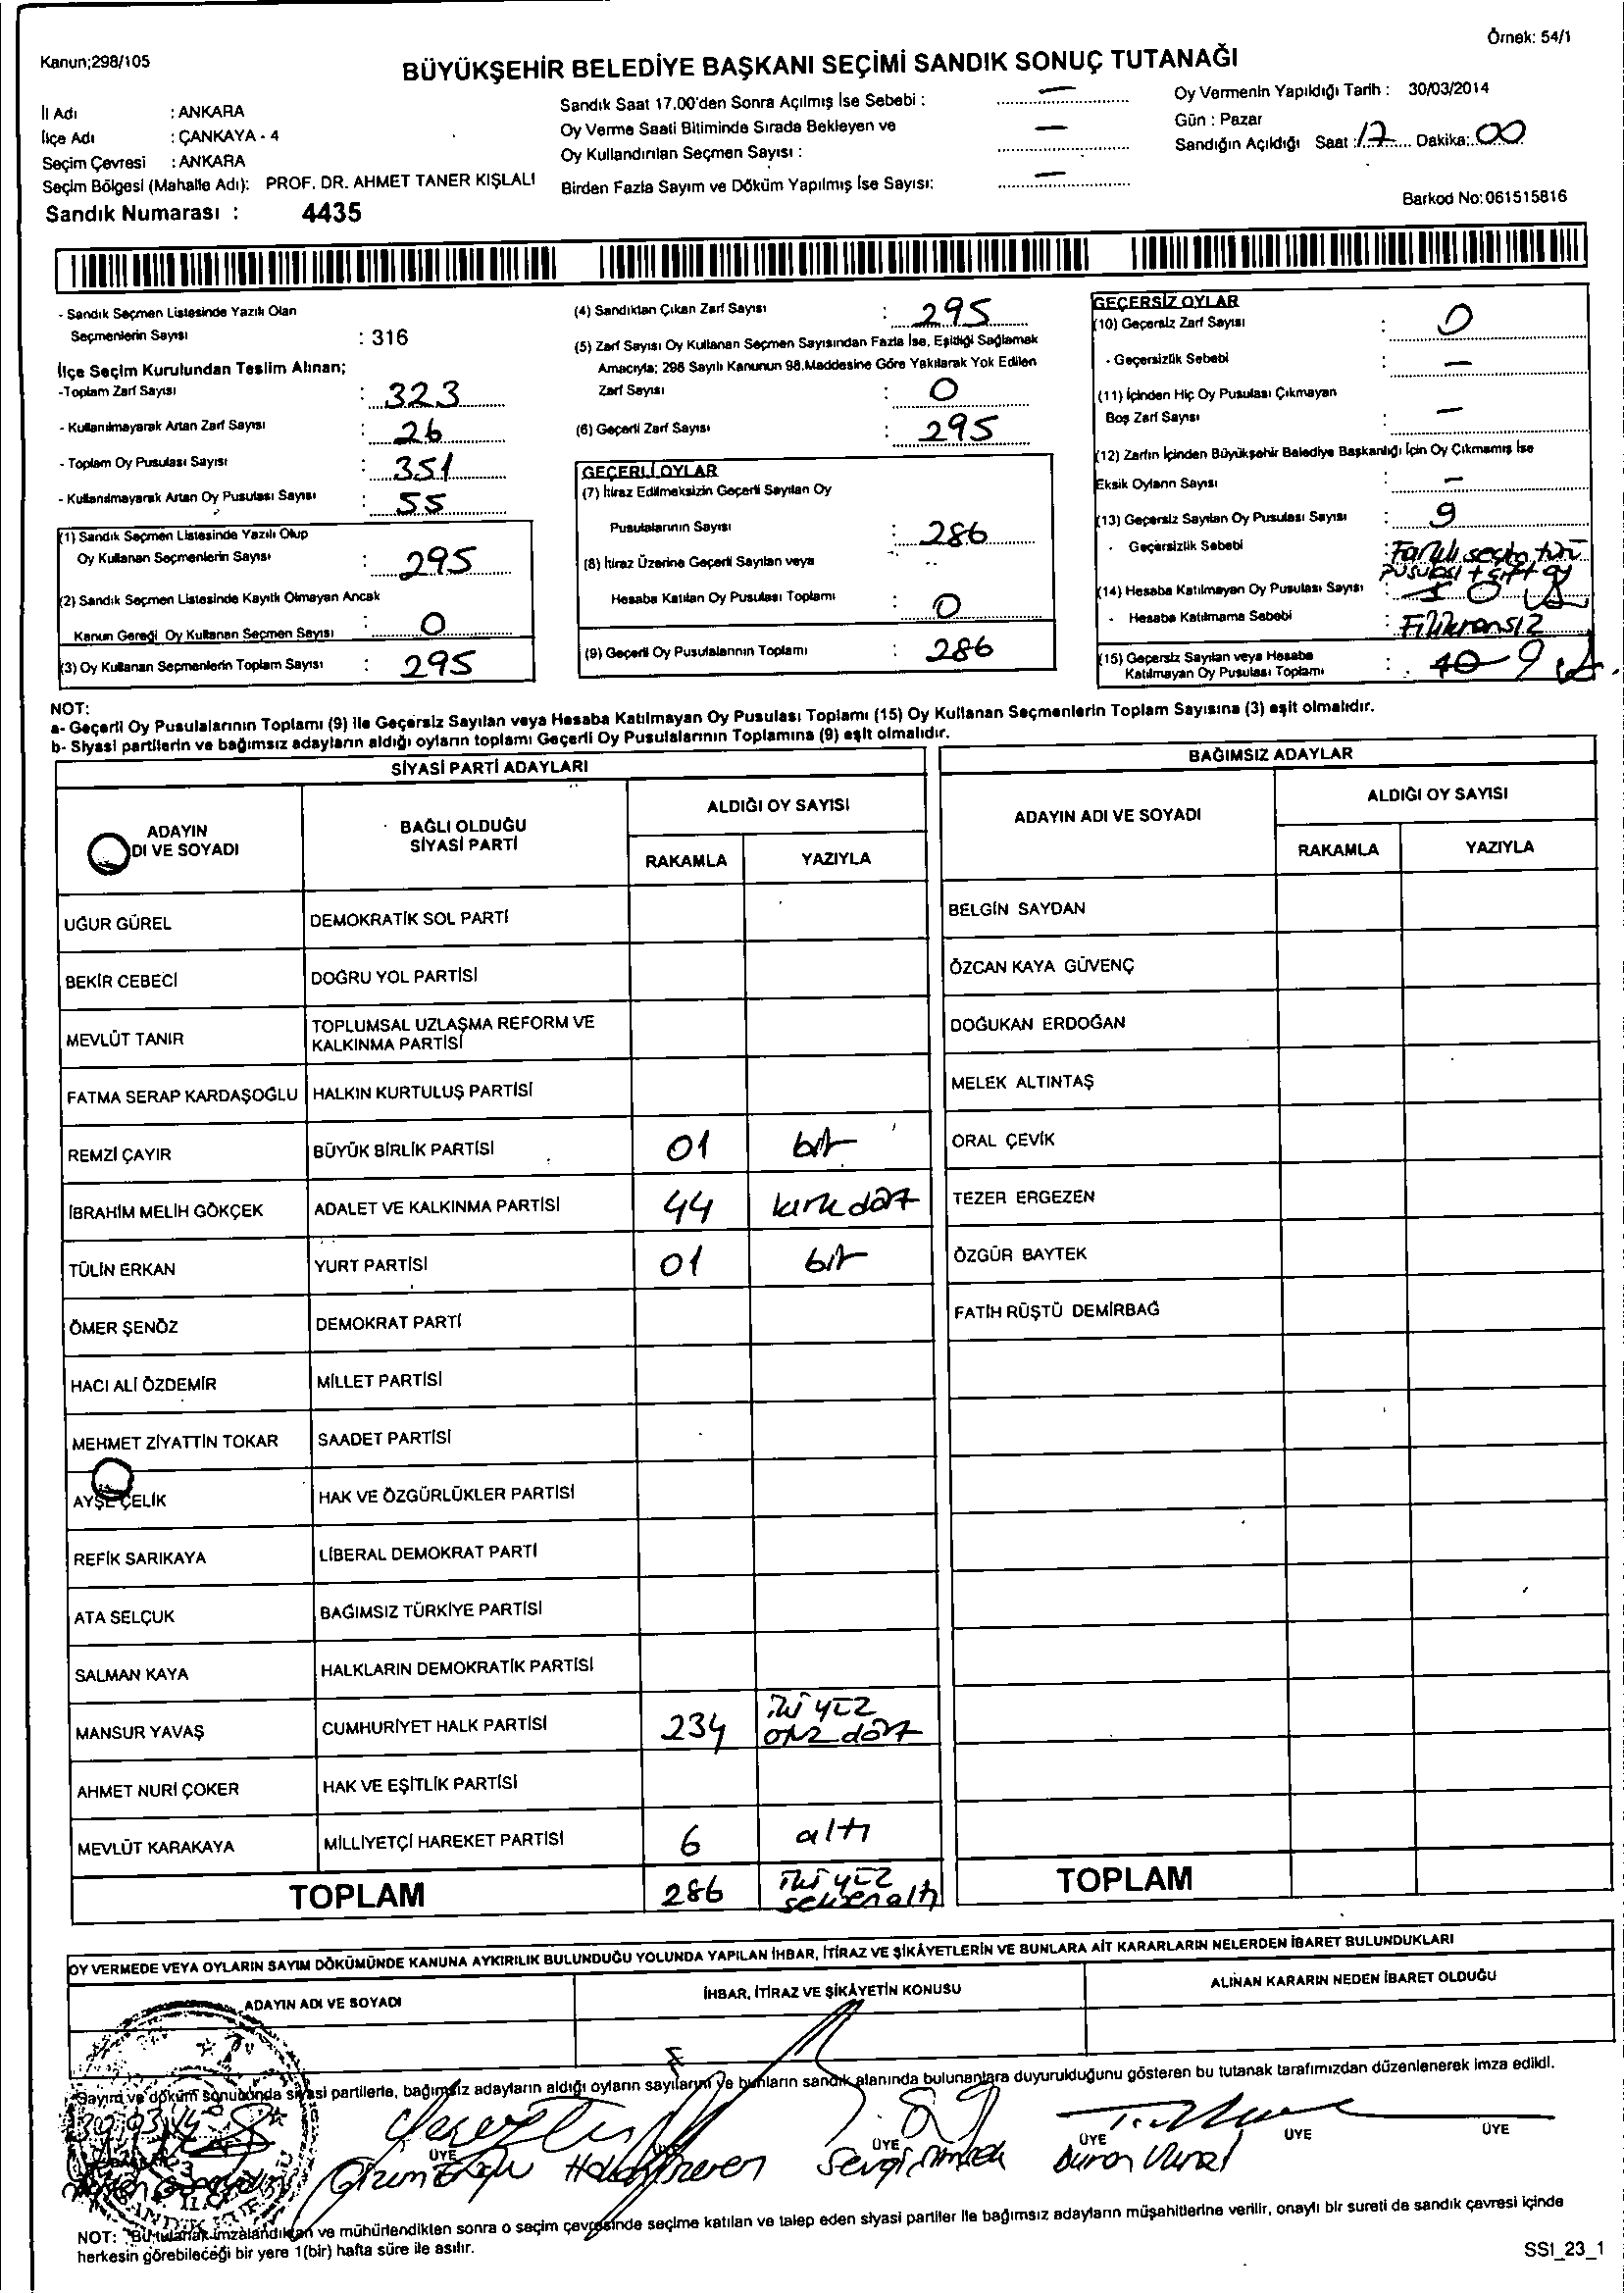 Örnek: 54/1
Kanun;298/105
BÜYÜKŞEHİR BELEDİYE BAŞKANI SEÇİMİ SANDIK SONUÇ TUTANAĞI
İl Adı : ANKARA
İlçe Adı : ÇANKAYA - 4
Seçim Çevresi : ANKARA
Seçim Bölgesi (Mahalle Adı): PROF. DR. AHMET TANER KIŞLALI
Sandık Numarası : 4435
Sandık Saat 17.00'den Sonra Açılmış İse Sebebi : —
Oy Verme Saati Bitiminde Sırada Bekleyen ve
Oy Kullandırılan Seçmen Sayısı : —
Birden Fazla Sayım ve Döküm Yapılmış İse Sayısı: —
Oy Vermenin Yapıldığı Tarih : 30/03/2014
Gün : Pazar
Sandığın Açıldığı Saat : 17 Dakika: 00
Barkod No:061515816
- Sandık Seçmen Listesinde Yazılı Olan
Seçmenlerin Sayısı : 316
İlçe Seçim Kurulundan Teslim Alınan;
-Toplam Zarf Sayısı : 323
- Kullanılmayarak Artan Zarf Sayısı : 26
- Toplam Oy Pusulası Sayısı : 351
- Kullanılmayarak Artan Oy Pusulası Sayısı : 55
(1) Sandık Seçmen Listesinde Yazılı Olup
Oy Kullanan Seçmenlerin Sayısı : 295
(2) Sandık Seçmen Listesinde Kayıtlı Olmayan Ancak
Kanun Gereği Oy Kullanan Seçmen Sayısı : 0
(3) Oy Kullanan Seçmenlerin Toplam Sayısı : 295
(4) Sandıktan Çıkan Zarf Sayısı : 295
(5) Zarf Sayısı Oy Kullanan Seçmen Sayısından Fazla İse, Eşitliği Sağlamak
Amacıyla; 298 Sayılı Kanunun 98.Maddesine Göre Yakılarak Yok Edilen
Zarf Sayısı : 0
(6) Geçerli Zarf Sayısı : 295
GEÇERLİ OYLAR
(7) İtiraz Edilmeksizin Geçerli Sayılan Oy
Pusulalarının Sayısı : 286
(8) İtiraz Üzerine Geçerli Sayılan veya
Hesaba Katılan Oy Pusulası Toplamı : 0
(9) Geçerli Oy Pusulalarının Toplamı : 286
GEÇERSİZ OYLAR
(10) Geçersiz Zarf Sayısı : 0
- Geçersizlik Sebebi : —
(11) İçinden Hiç Oy Pusulası Çıkmayan
Boş Zarf Sayısı : —
(12) Zarfın İçinden Büyükşehir Belediye Başkanlığı İçin Oy Çıkmamış İse
Eksik Oyların Sayısı : —
(13) Geçersiz Sayılan Oy Pusulası Sayısı : 9
- Geçersizlik Sebebi : Farklı seçim tür
pusulası + çift oy
(14) Hesaba Katılmayan Oy Pusulası Sayısı : 0
- Hesaba Katılmama Sebebi : Filikransız
(15) Geçersiz Sayılan veya Hesaba
Katılmayan Oy Pusulası Toplamı : 10 9
NOT:
a- Geçerli Oy Pusulalarının Toplamı (9) ile Geçersiz Sayılan veya Hesaba Katılmayan Oy Pusulası Toplamı (15) Oy Kullanan Seçmenlerin Toplam Sayısına (3) eşit olmalıdır.
b- Siyasi partilerin ve bağımsız adayların aldığı oyların toplamı Geçerli Oy Pusulalarının Toplamına (9) eşit olmalıdır.
SİYASİ PARTİ ADAYLARI
ADAYIN DI VE SOYADI
BAĞLI OLDUĞU SİYASİ PARTİ
ALDIĞI OY SAYISI
RAKAMLA YAZIYLA
UĞUR GÜREL DEMOKRATİK SOL PARTİ
BEKİR CEBECİ DOĞRU YOL PARTİSİ
MEVLÜT TANIR TOPLUMSAL UZLAŞMA REFORM VE KALKINMA PARTİSİ
FATMA SERAP KARDAŞOĞLU HALKIN KURTULUŞ PARTİSİ
REMZİ ÇAYIR BÜYÜK BİRLİK PARTİSİ 01 bir
İBRAHİM MELİH GÖKÇEK ADALET VE KALKINMA PARTİSİ 44 kırk dört
TÜLİN ERKAN YURT PARTİSİ 01 bir
ÖMER ŞENÖZ DEMOKRAT PARTİ
HACI ALİ ÖZDEMİR MİLLET PARTİSİ
MEHMET ZİYATTİN TOKAR SAADET PARTİSİ
AYŞE ÇELİK HAK VE ÖZGÜRLÜKLER PARTİSİ
REFİK SARIKAYA LİBERAL DEMOKRAT PARTİ
ATA SELÇUK BAĞIMSIZ TÜRKİYE PARTİSİ
SALMAN KAYA HALKLARIN DEMOKRATİK PARTİSİ
MANSUR YAVAŞ CUMHURİYET HALK PARTİSİ 234 iki yüz otuz dört
AHMET NURİ ÇOKER HAK VE EŞİTLİK PARTİSİ
MEVLÜT KARAKAYA MİLLİYETÇİ HAREKET PARTİSİ 6 altı
TOPLAM 286 iki yüz seksen altı
BAĞIMSIZ ADAYLAR
ADAYIN ADI VE SOYADI
ALDIĞI OY SAYISI
RAKAMLA YAZIYLA
BELGİN SAYDAN
ÖZCAN KAYA GÜVENÇ
DOĞUKAN ERDOĞAN
MELEK ALTINTAŞ
ORAL ÇEVİK
TEZER ERGEZEN
ÖZGÜR BAYTEK
FATİH RÜŞTÜ DEMİRBAĞ
TOPLAM
OY VERMEDE VEYA OYLARIN SAYIM DÖKÜMÜNDE KANUNA AYKIRILIK BULUNDUĞU YOLUNDA YAPILAN İHBAR, İTİRAZ VE ŞİKÂYETLERİN VE BUNLARA AİT KARARLARIN NELERDEN İBARET BULUNDUKLARI
ADAYIN ADI VE SOYADI
İHBAR, İTİRAZ VE ŞİKÂYETİN KONUSU
ALINAN KARARIN NEDEN İBARET OLDUĞU
Sayım ve döküm sonucunda siyasi partilerle, bağımsız adayların aldığı oyların sayılarını ve bunların sandık alanında bulunanlara duyurulduğunu gösteren bu tutanak tarafımızdan düzenlenerek imza edildi.
ÜYE ÜYE ÜYE ÜYE ÜYE
Sevgi Duran
NOT: Bu tutanak imzalandıktan ve mühürlendikten sonra o seçim çevresinde seçime katılan ve talep eden siyasi partiler ile bağımsız adayların müşahitlerine verilir, onaylı bir sureti de sandık çevresi içinde
herkesin görebileceği bir yere 1(bir) hafta süre ile asılır.
SSI_23_1